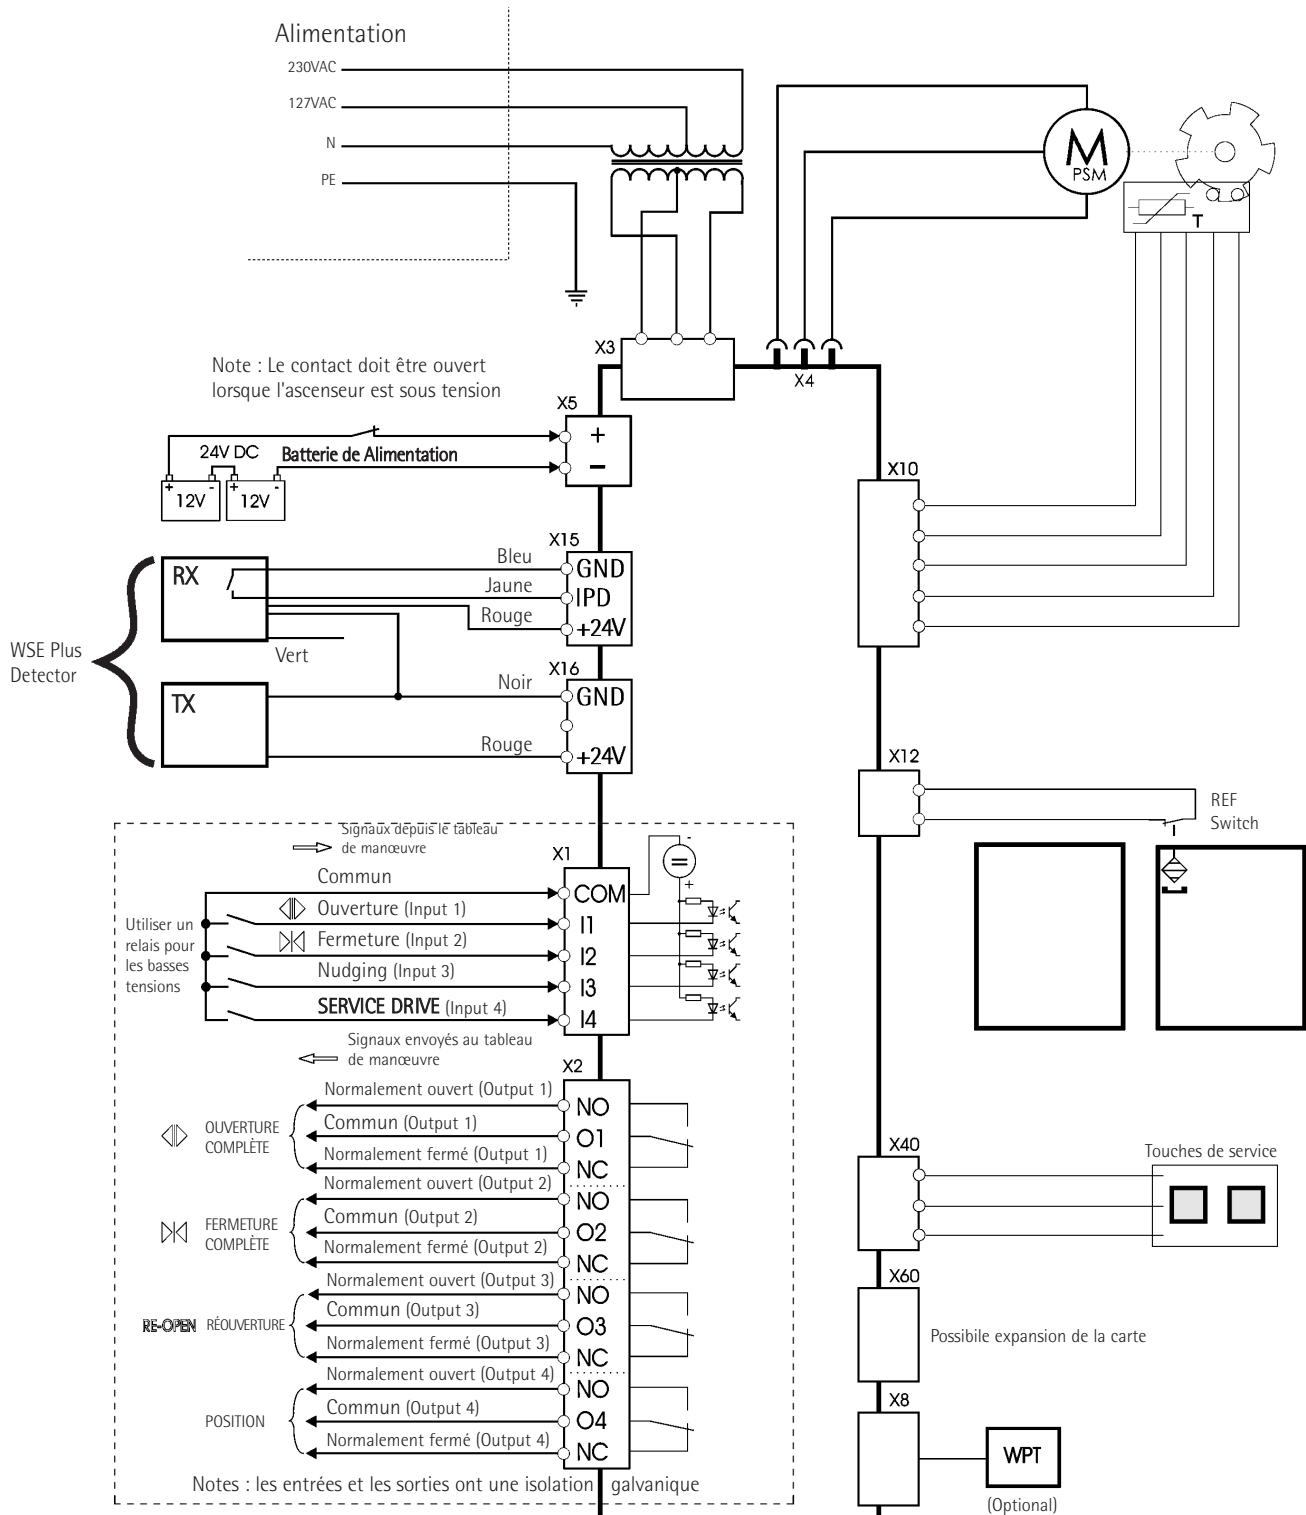 Alimentation
230VAC
127VAC
N
PE
M
PSM
T
X3
X4
Note : Le contact doit être ouvert
lorsque l'ascenseur est sous tension
X5
+
−
24V DC
Batterie de Alimentation
+ - + -
12V 12V
X10
X15
RX
Bleu
GND
Jaune
IPD
Rouge
+24V
Vert
WSE Plus
Detector
X16
TX
Noir
GND
Rouge
+24V
X12
REF
Switch
Signaux depuis le tableau
de manœuvre
X1
-
=
+
Commun
COM
Ouverture (Input 1)
I1
Utiliser un
relais pour
les basses
tensions
Fermeture (Input 2)
I2
Nudging (Input 3)
I3
SERVICE DRIVE (Input 4)
I4
Signaux envoyés au tableau
de manœuvre
X2
Normalement ouvert (Output 1)
NO
OUVERTURE
COMPLÈTE
Commun (Output 1)
O1
Normalement fermé (Output 1)
NC
Normalement ouvert (Output 2)
NO
FERMETURE
COMPLÈTE
Commun (Output 2)
O2
Normalement fermé (Output 2)
NC
Normalement ouvert (Output 3)
NO
RE-OPEN RÉOUVERTURE
Commun (Output 3)
O3
Normalement fermé (Output 3)
NC
Normalement ouvert (Output 4)
NO
POSITION
Commun (Output 4)
O4
Normalement fermé (Output 4)
NC
Notes : les entrées et les sorties ont une isolation galvanique
X40
Touches de service
X60
Possibile expansion de la carte
X8
WPT
(Optional)